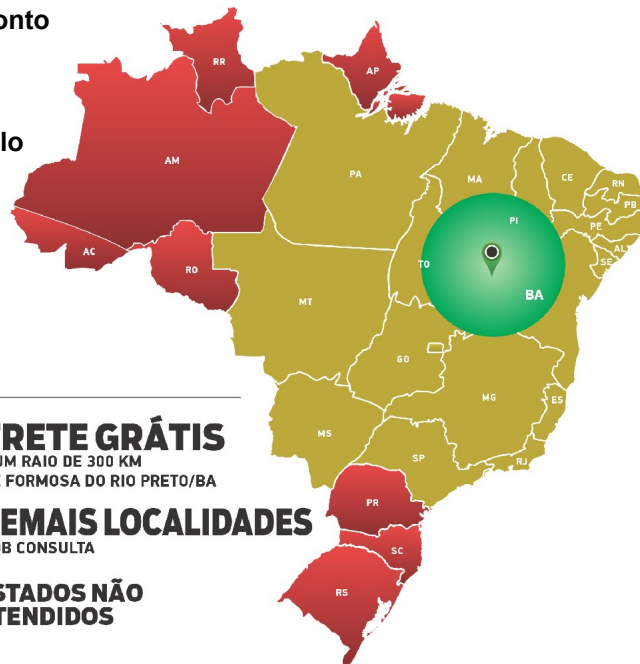 onto
RR
AP
lo
AM
PA
MA
CE
RN
PB
PI
PE
AL
SE
AC
RO
TO
BA
MT
GO
MG
ES
MS
SP
RJ
FRETE GRÁTIS
UM RAIO DE 300 KM
E FORMOSA DO RIO PRETO/BA
PR
EMAIS LOCALIDADES
OB CONSULTA
SC
STADOS NÃO
TENDIDOS
RS